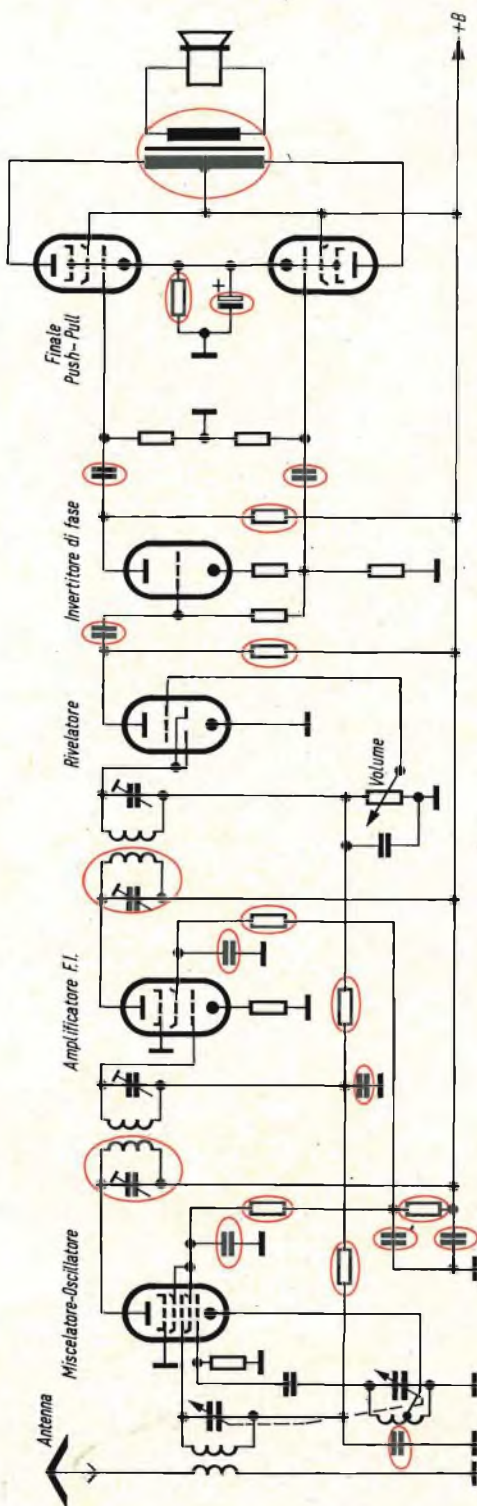 Antenna
Miscelatore-Oscillatore
Amplificatore F.I.
Rivelatore
Volume
Invertitore di fase
Finale
Push-Pull
+
+B